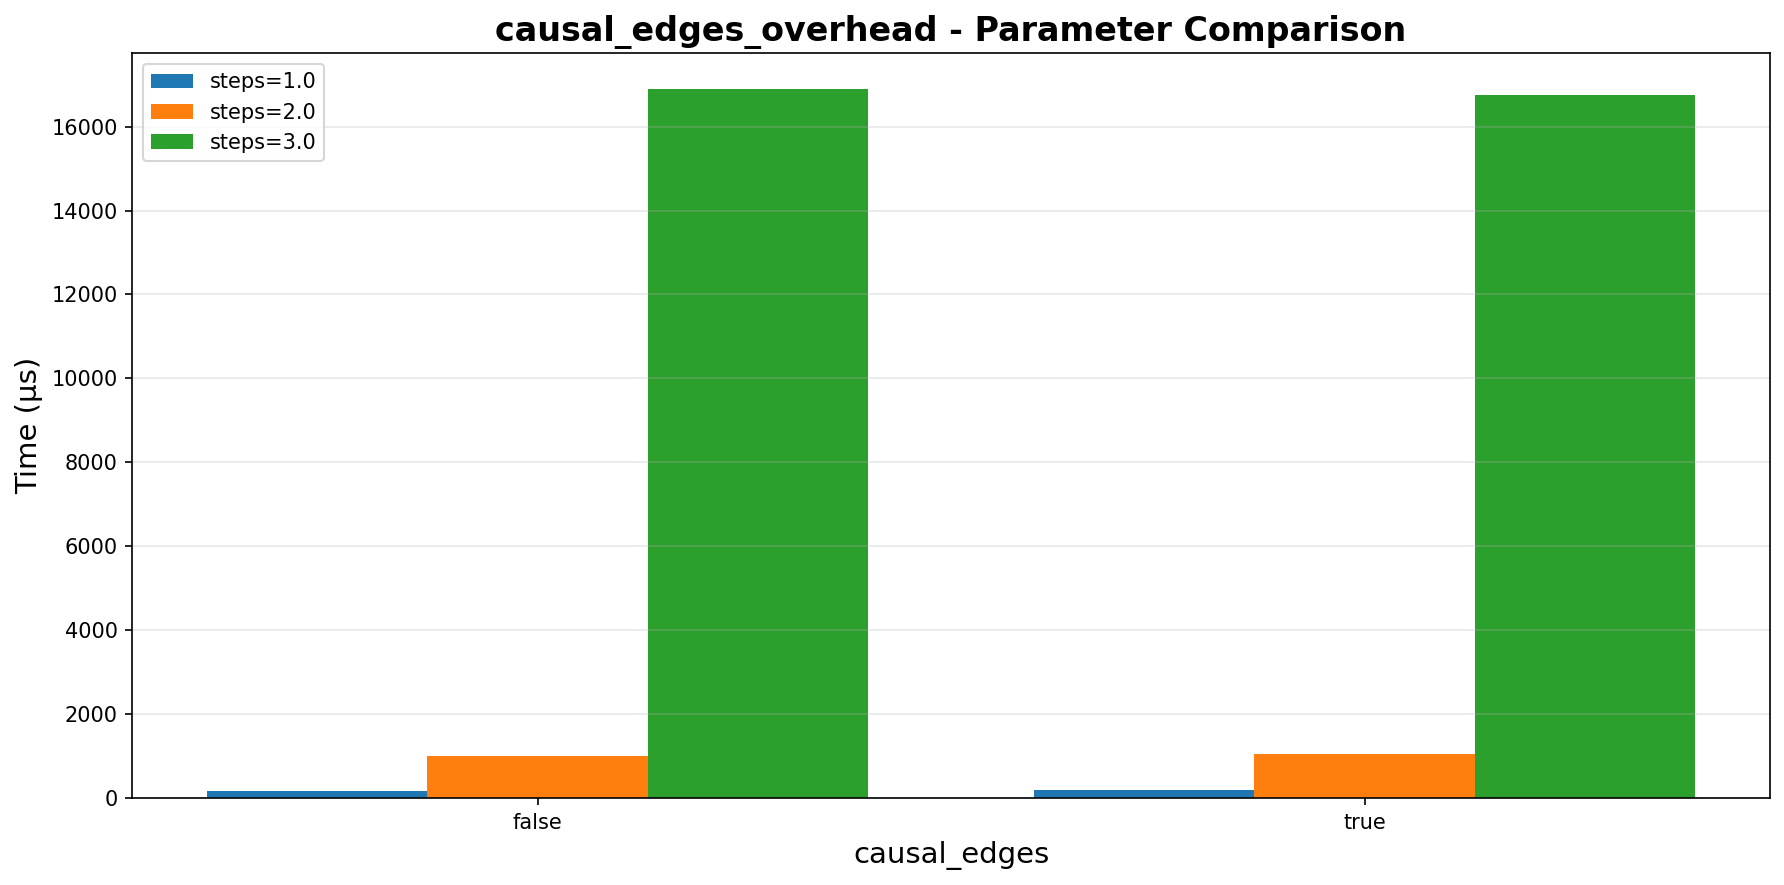 causal_edges_overhead - Parameter Comparison
steps=1.0
steps=2.0
steps=3.0
Time (µs)
16000
14000
12000
10000
8000
6000
4000
2000
0
false
true
causal_edges